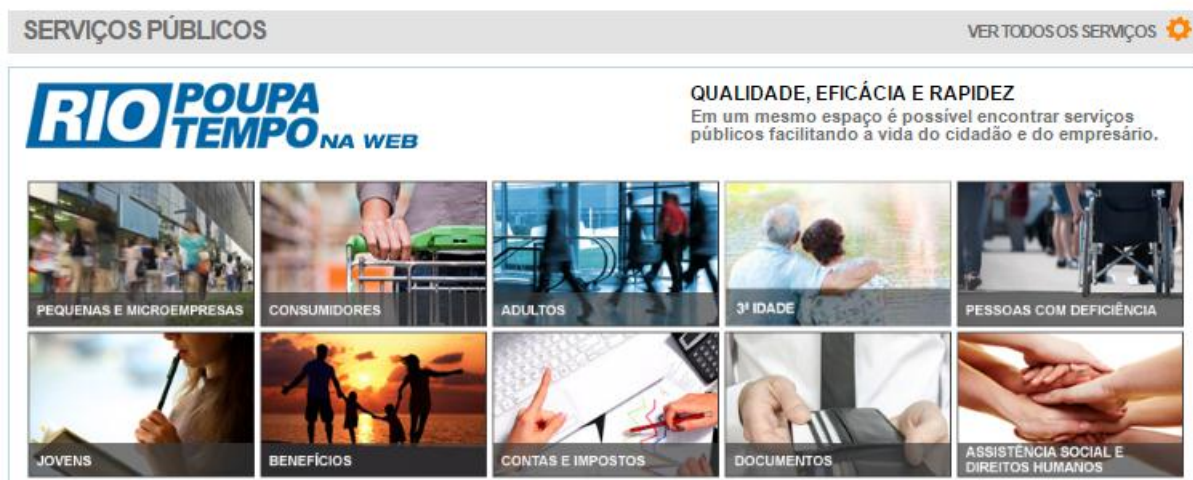 SERVIÇOS PÚBLICOS
VER TODOS OS SERVIÇOS
RIO POUPA TEMPO NA WEB
QUALIDADE, EFICÁCIA E RAPIDEZ
Em um mesmo espaço é possível encontrar serviços
públicos facilitando a vida do cidadão e do empresário.
PEQUENAS E MICROEMPRESAS
CONSUMIDORES
ADULTOS
3ª IDADE
PESSOAS COM DEFICIÊNCIA
JOVENS
BENEFÍCIOS
CONTAS E IMPOSTOS
DOCUMENTOS
ASSISTÊNCIA SOCIAL E
DIREITOS HUMANOS